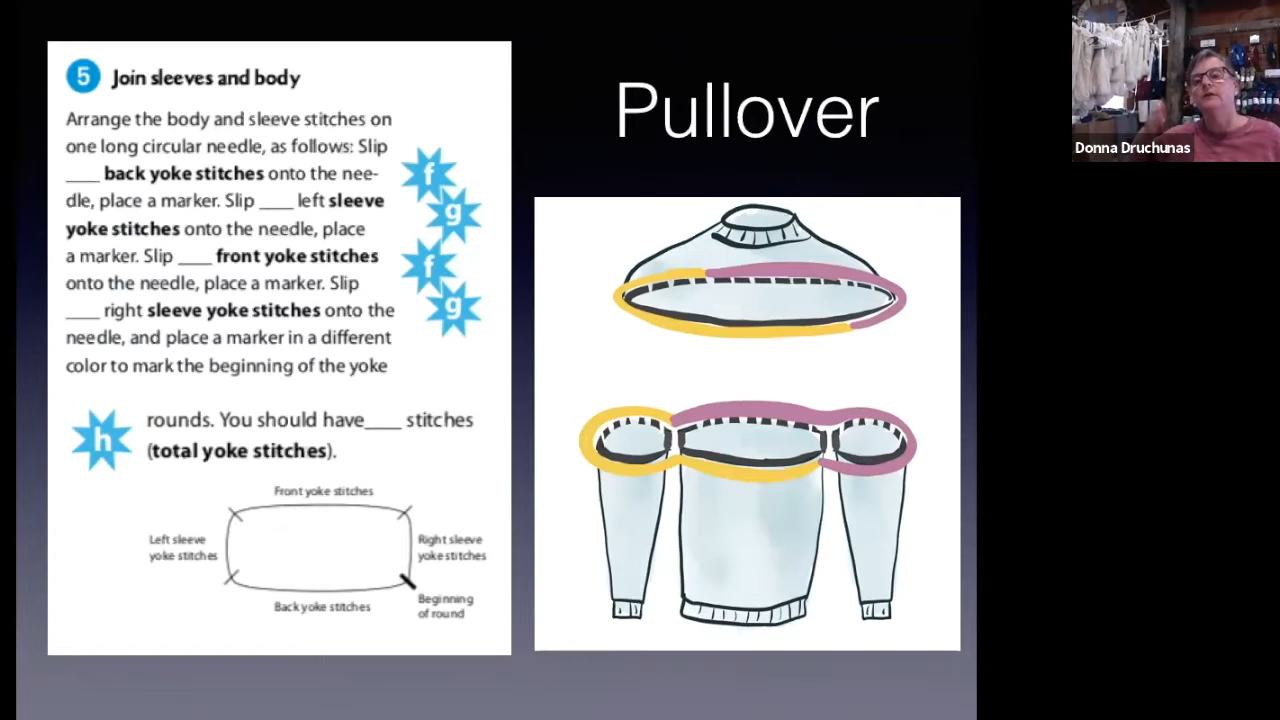 5 Join sleeves and body
Arrange the body and sleeve stitches on
one long circular needle, as follows: Slip
____ back yoke stitches onto the nee-
dle, place a marker. Slip ____ left sleeve
yoke stitches onto the needle, place
a marker. Slip ____ front yoke stitches
onto the needle, place a marker. Slip
____ right sleeve yoke stitches onto the
needle, and place a marker in a different
color to mark the beginning of the yoke
f
g
f
g
h
rounds. You should have____ stitches
(total yoke stitches).
Front yoke stitches
Left sleeve
yoke stitches
Right sleeve
yoke stitches
Back yoke stitches
Beginning
of round
Pullover
Donna Druchunas